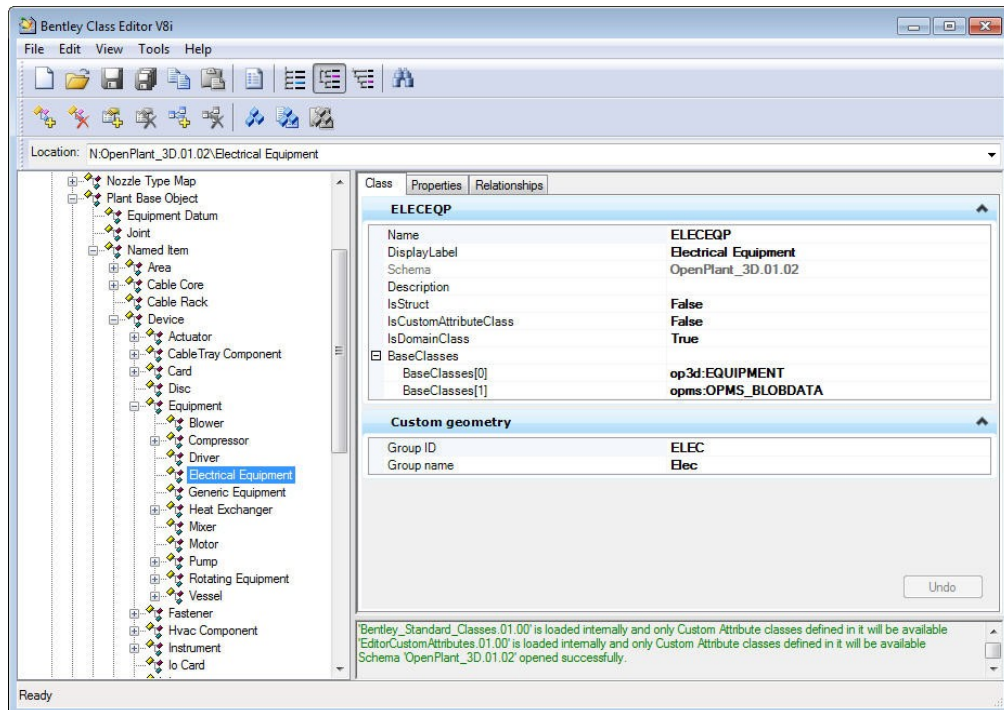 Bentley Class Editor V8i
File Edit View Tools Help
Location: N:OpenPlant_3D.01.02\Electrical Equipment
Nozzle Type Map
Plant Base Object
Equipment Datum
Joint
Named Item
Area
Cable Core
Cable Rack
Device
Actuator
CableTray Component
Card
Disc
Equipment
Blower
Compressor
Driver
Electrical Equipment
Generic Equipment
Heat Exchanger
Mixer
Motor
Pump
Rotating Equipment
Vessel
Fastener
Hvac Component
Instrument
Io Card
Class Properties Relationships
ELECEQP
Name ELECEQP
DisplayLabel Electrical Equipment
Schema OpenPlant_3D.01.02
Description
IsStruct False
IsCustomAttributeClass False
IsDomainClass True
BaseClasses
BaseClasses[0] op3d:EQUIPMENT
BaseClasses[1] opms:OPMS_BLOBDATA
Custom geometry
Group ID ELEC
Group name Elec
Undo
'Bentley_Standard_Classes.01.00' is loaded internally and only Custom Attribute classes defined in it will be available
'EditorCustomAttributes.01.00' is loaded internally and only Custom Attribute classes defined in it will be available
Schema 'OpenPlant_3D.01.02' opened successfully.
Ready